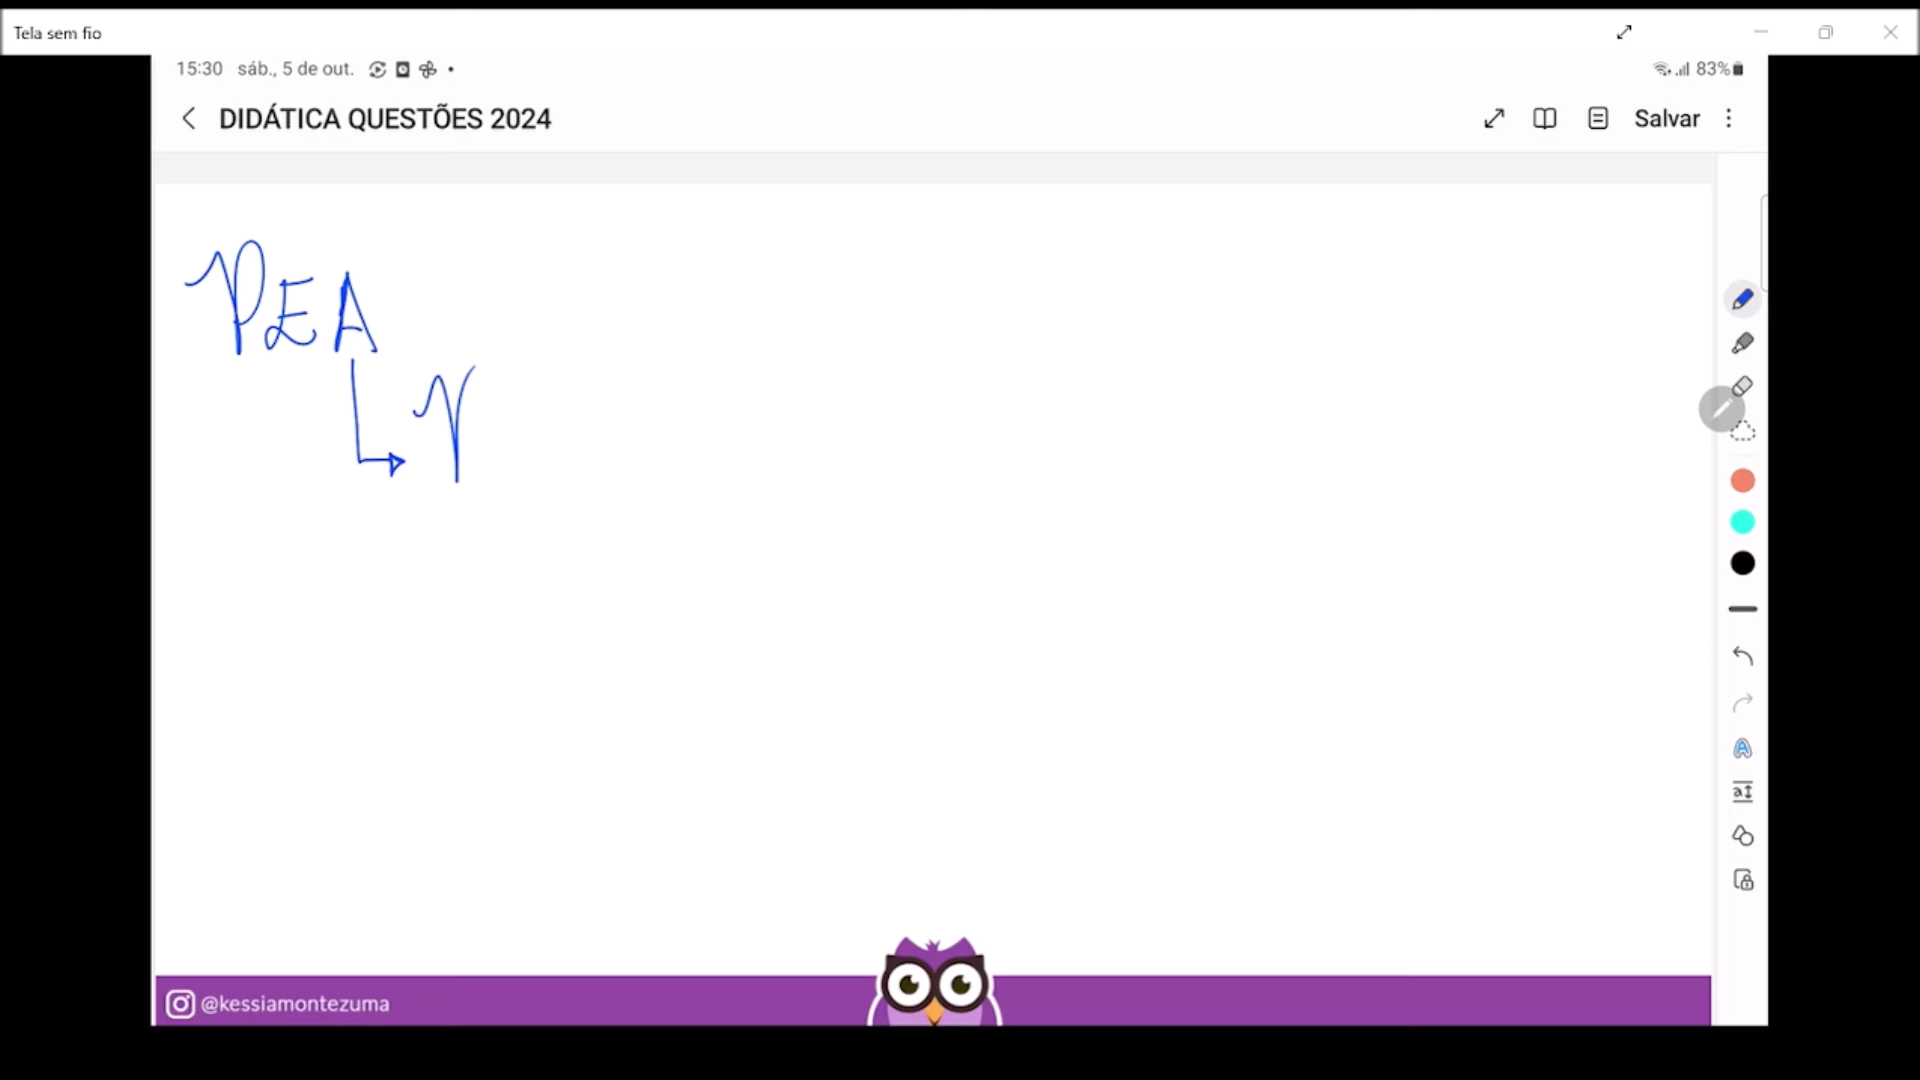 Tela sem fio
15:30 sáb., 5 de out. 83%
DIDÁTICA QUESTÕES 2024 Salvar
PEA
@kessiamontezuma